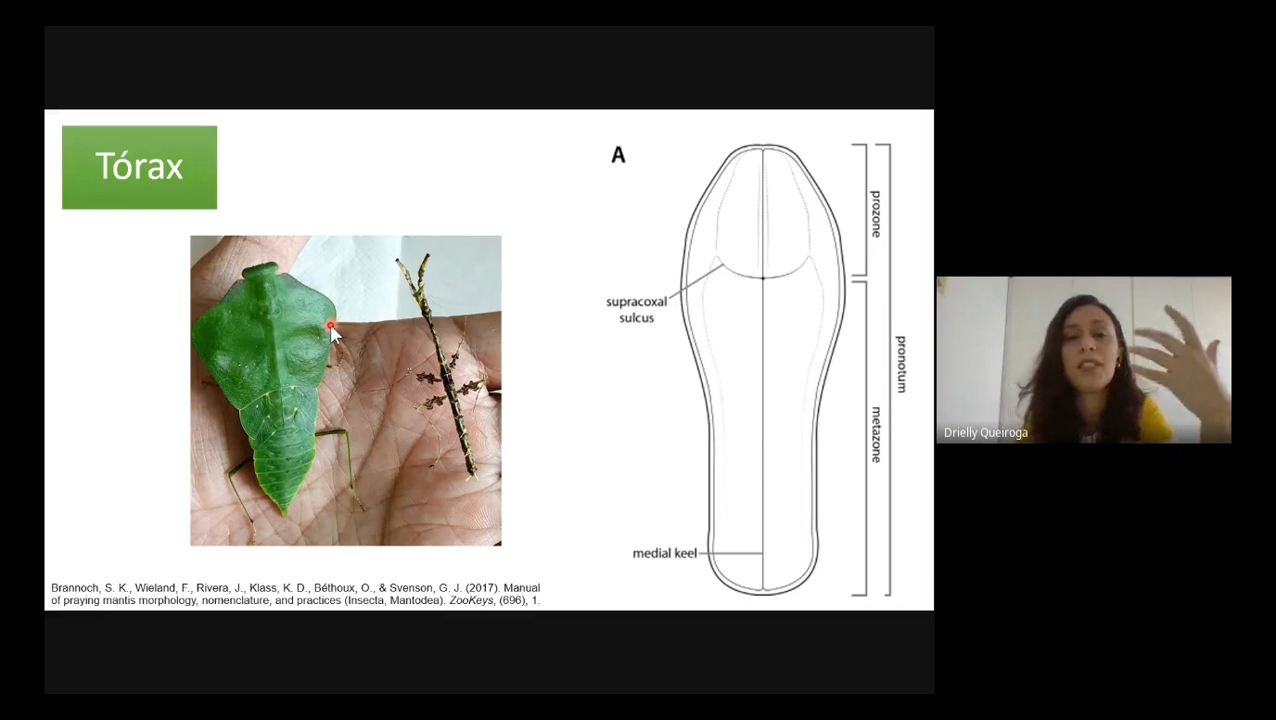 Tórax
A
prozone
supracoxal
sulcus
pronotum
metazone
medial keel
Brannoch, S. K., Wieland, F., Rivera, J., Klass, K. D., Béthoux, O., & Svenson, G. J. (2017). Manual
of praying mantis morphology, nomenclature, and practices (Insecta, Mantodea). ZooKeys, (696), 1.
Drielly Queiroga